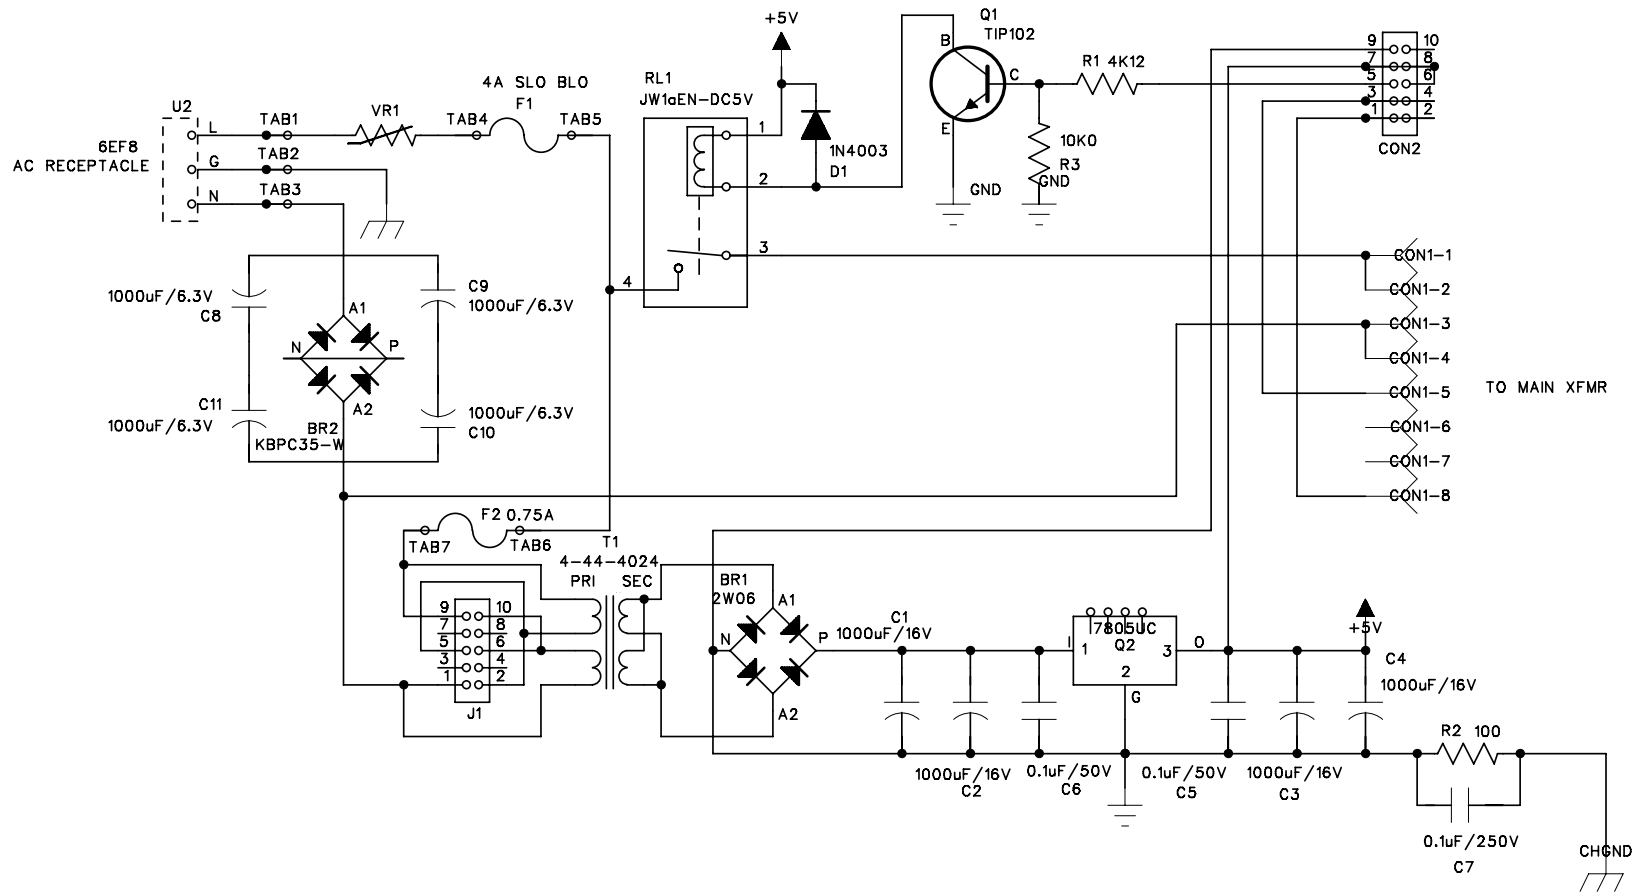 +5V
Q1
TIP102
B
C
E
R1 4K12
9 10
7 8
5 6
3 4
1 2
CON2
4A SLO BLO
F1
RL1
JW1aEN-DC5V
U2
L
TAB1
VR1
TAB4
TAB5
1
6EF8
AC RECEPTACLE
G
TAB2
N
TAB3
1N4003
D1
2
10K0
R3
GND
GND
3
4
CON1-1
CON1-2
CON1-3
CON1-4
CON1-5
CON1-6
CON1-7
CON1-8
TO MAIN XFMR
1000uF/6.3V
C8
C9
1000uF/6.3V
A1
N
P
A2
C11
1000uF/6.3V
1000uF/6.3V
C10
BR2
KBPC35-W
F2 0.75A
TAB7
TAB6
T1
4-44-4024
PRI
SEC
9 10
7 8
5 6
3 4
1 2
J1
BR1
2W06
A1
N
P
A2
C1
1000uF/16V
I7805UC
Q2
I
1
3
O
2
G
+5V
C4
1000uF/16V
1000uF/16V
C2
0.1uF/50V
C6
0.1uF/50V
C5
1000uF/16V
C3
R2 100
0.1uF/250V
C7
CHGND